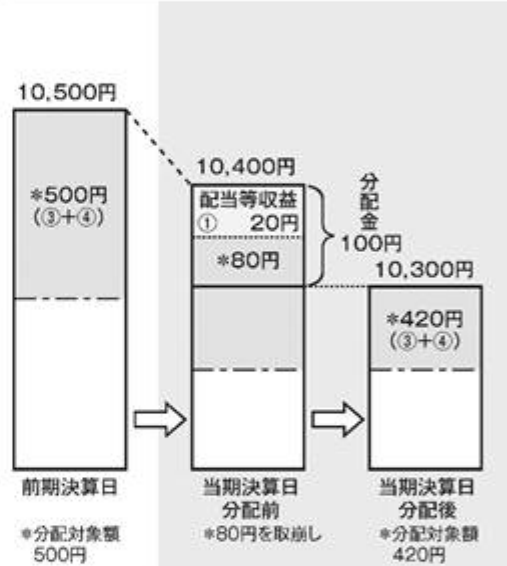 10,500円
*500円
(③+④)
10,400円
配当等収益
① 20円
*80円
分配金
100円
10,300円
*420円
(③+④)
前期決算日
*分配対象額
500円
当期決算日
分配前
*80円を取崩し
当期決算日
分配後
*分配対象額
420円